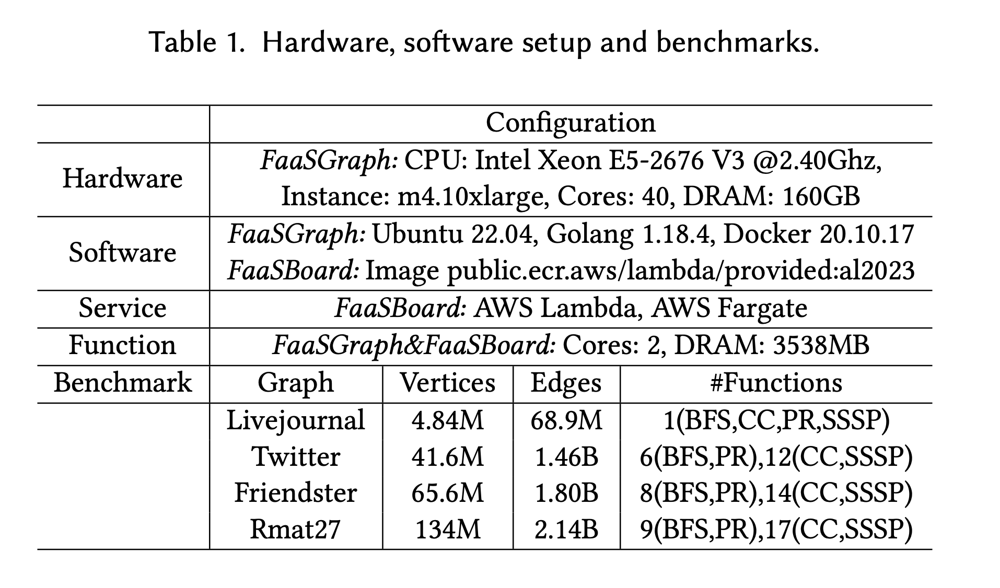 Table 1. Hardware, software setup and benchmarks.
Configuration
Hardware
FaaSGraph: CPU: Intel Xeon E5-2676 V3 @2.40Ghz,
Instance: m4.10xlarge, Cores: 40, DRAM: 160GB
Software
FaaSGraph: Ubuntu 22.04, Golang 1.18.4, Docker 20.10.17
FaaSBoard: Image public.ecr.aws/lambda/provided:al2023
Service FaaSBoard: AWS Lambda, AWS Fargate
Function FaaSGraph&FaaSBoard: Cores: 2, DRAM: 3538MB
Benchmark Graph Vertices Edges #Functions
Livejournal 4.84M 68.9M 1(BFS,CC,PR,SSSP)
Twitter 41.6M 1.46B 6(BFS,PR),12(CC,SSSP)
Friendster 65.6M 1.80B 8(BFS,PR),14(CC,SSSP)
Rmat27 134M 2.14B 9(BFS,PR),17(CC,SSSP)